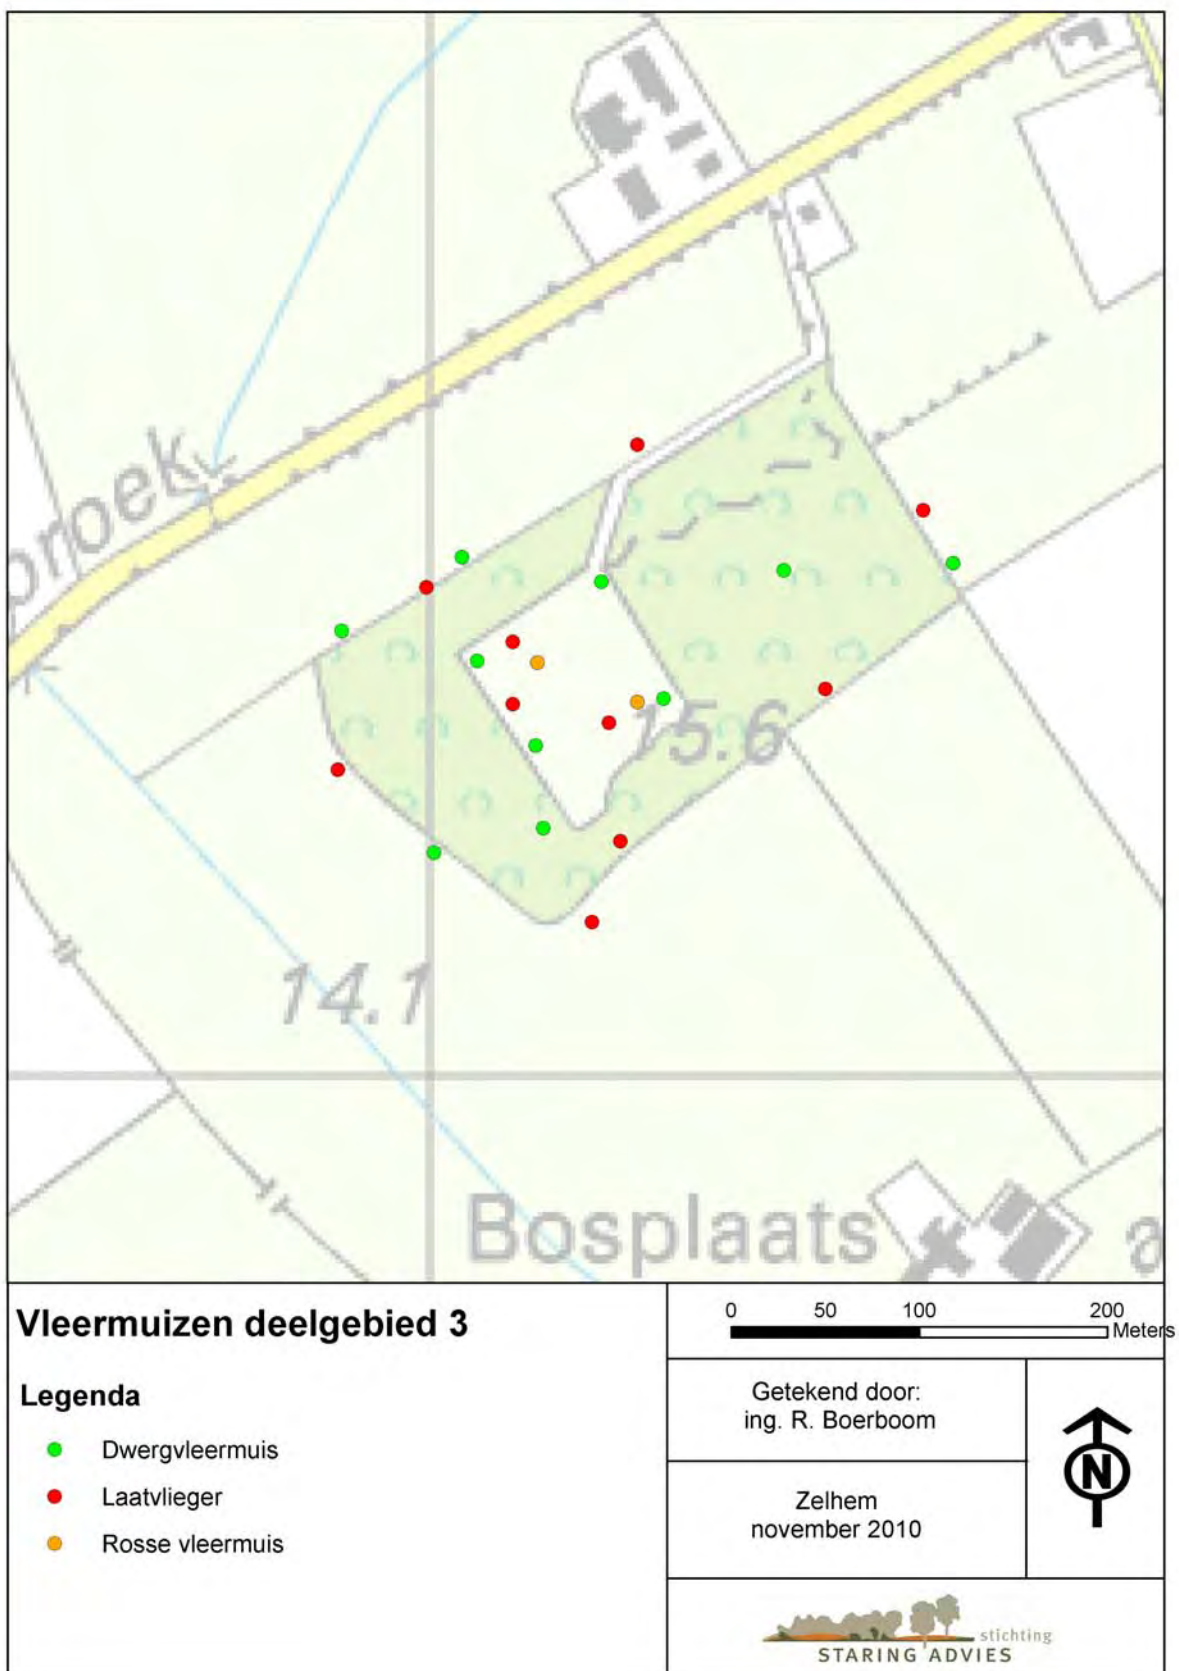 broek
15.6
14.1
Bosplaats
a
Vleermuizen deelgebied 3
Legenda
Dwergvleermuis
Laatvlieger
Rosse vleermuis
0 50 100 200
Meters
Getekend door:
ing. R. Boerboom
Zelhem
november 2010
N
stichting
STARING ADVIES